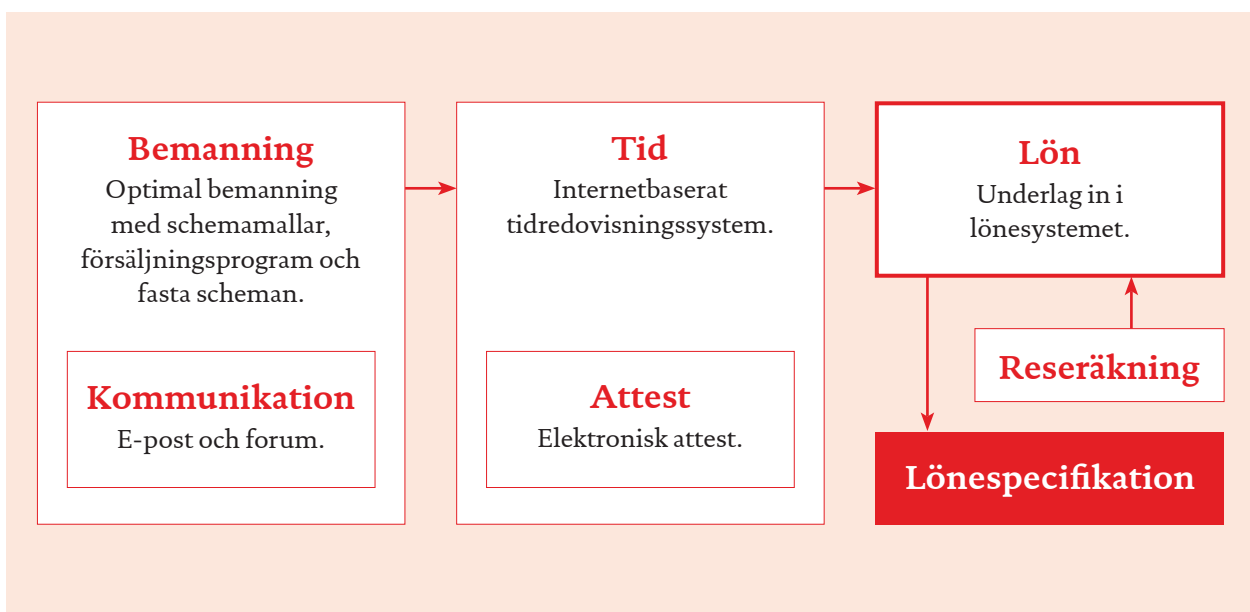 Bemanning
Optimal bemanning
med schemamallar,
försäljningsprogram och
fasta scheman.
Kommunikation
E-post och forum.
Tid
Internetbaserat
tidredovisningssystem.
Attest
Elektronisk attest.
Lön
Underlag in i
lönesystemet.
Reseräkning
Lönespecifikation